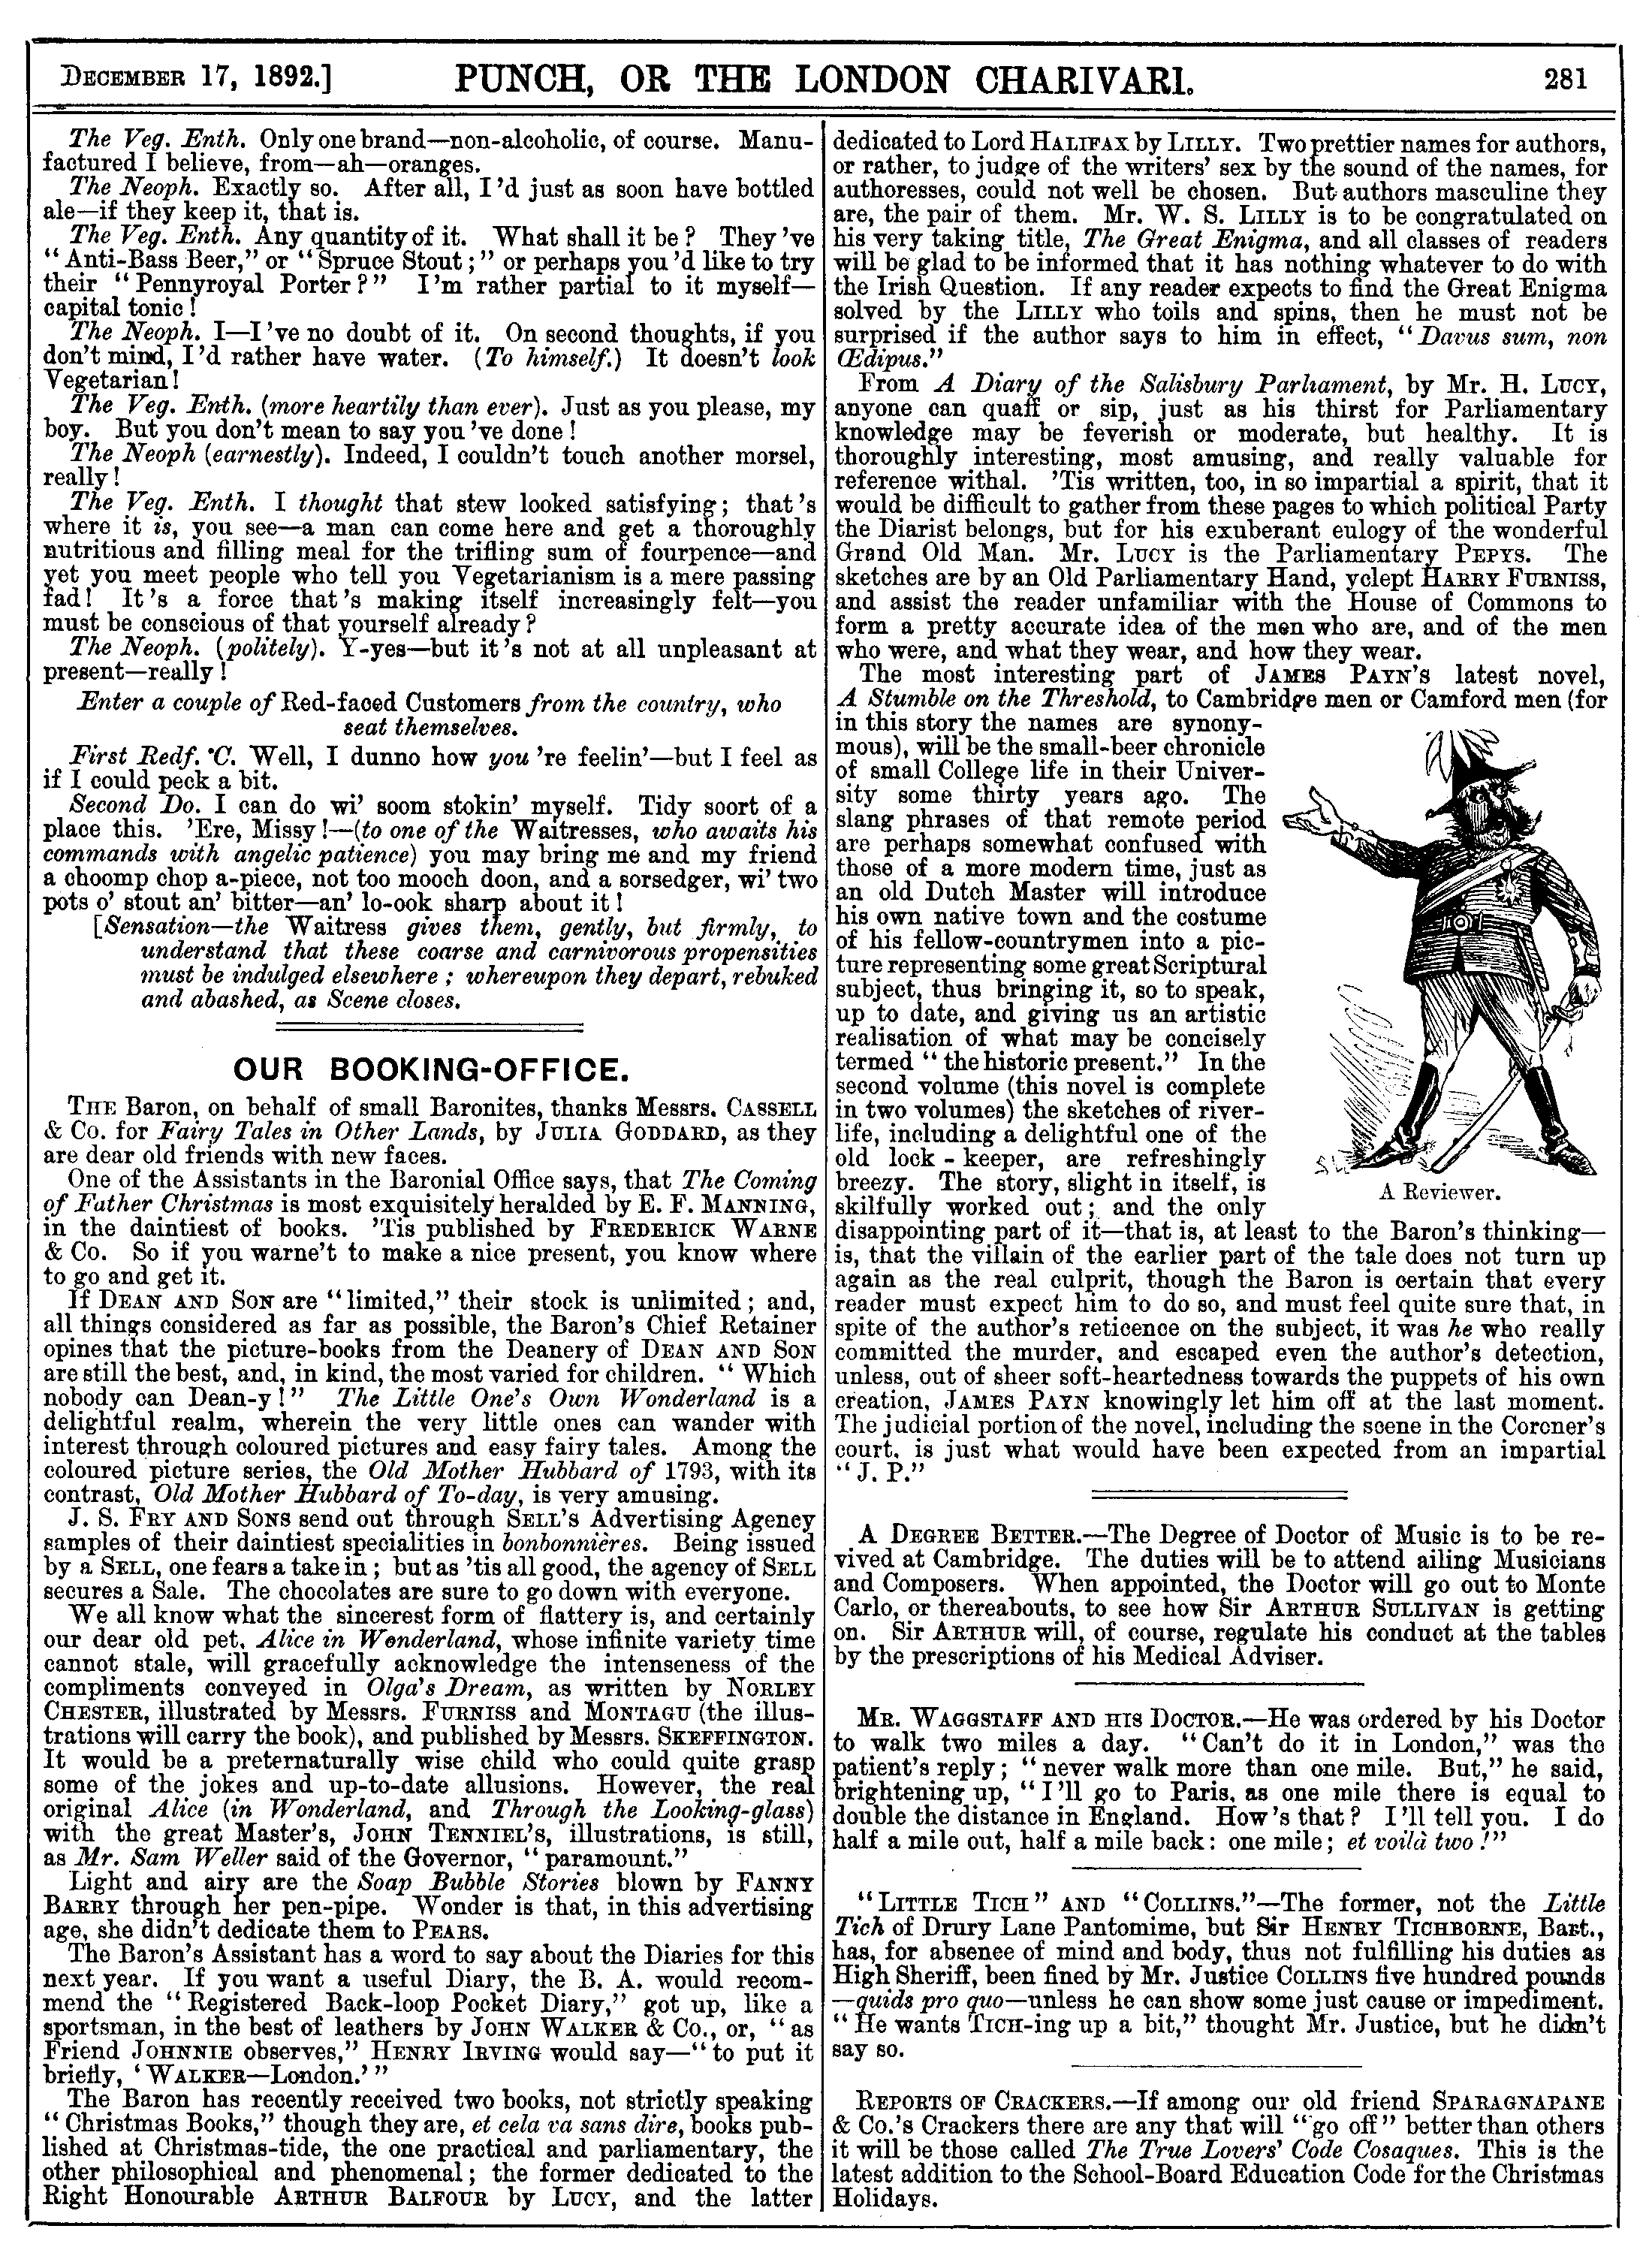 DECEMBER 17, 1892.] PUNCH, OR THE LONDON CHARIVARI. 281
The Veg. Enth. Only one brand—non-alcoholic, of course. Manu-
factured I believe, from—ah—oranges.
The Neoph. Exactly so. After all, I'd just as soon have bottled
ale—if they keep it, that is.
The Veg. Enth. Any quantity of it. What shall it be? They've
"Anti-Bass Beer," or "Spruce Stout;" or perhaps you'd like to try
their "Pennyroyal Porter?" I'm rather partial to it myself—
capital tonic!
The Neoph. I—I've no doubt of it. On second thoughts, if you
don't mind, I'd rather have water. (To himself.) It doesn't look
Vegetarian!
The Veg. Enth. (more heartily than ever). Just as you please, my
boy. But you don't mean to say you've done!
The Neoph (earnestly). Indeed, I couldn't touch another morsel,
really!
The Veg. Enth. I thought that stew looked satisfying; that's
where it is, you see—a man can come here and get a thoroughly
nutritious and filling meal for the trifling sum of fourpence—and
yet you meet people who tell you Vegetarianism is a mere passing
fad! It's a force that's making itself increasingly felt—you
must be conscious of that yourself already?
The Neoph. (politely). Y-yes—but it's not at all unpleasant at
present—really!
Enter a couple of Red-faced Customers from the country, who
seat themselves.
First Redf. C. Well, I dunno how you're feelin'—but I feel as
if I could peck a bit.
Second Do. I can do wi' soom stokin' myself. Tidy soort of a
place this. 'Ere, Missy!—(to one of the Waitresses, who awaits his
commands with angelic patience) you may bring me and my friend
a choomp chop a-piece, not too mooch doon, and a sorsedger, wi' two
pots o' stout an' bitter—an' lo-ook sharp about it!
[Sensation—the Waitress gives them, gently, but firmly, to
understand that these coarse and carnivorous propensities
must be indulged elsewhere; whereupon they depart, rebuked
and abashed, as Scene closes.
OUR BOOKING-OFFICE.
THE Baron, on behalf of small Baronites, thanks Messrs. CASSELL
& Co. for Fairy Tales in Other Lands, by JULIA GODDARD, as they
are dear old friends with new faces.
One of the Assistants in the Baronial Office says, that The Coming
of Father Christmas is most exquisitely heralded by E. F. MANNING,
in the daintiest of books. 'Tis published by FREDERICK WARNE
& Co. So if you warne't to make a nice present, you know where
to go and get it.
If DEAN AND SON are "limited," their stock is unlimited; and,
all things considered as far as possible, the Baron's Chief Retainer
opines that the picture-books from the Deanery of DEAN AND SON
are still the best, and, in kind, the most varied for children. "Which
nobody can Dean-y!" The Little One's Own Wonderland is a
delightful realm, wherein the very little ones can wander with
interest through coloured pictures and easy fairy tales. Among the
coloured picture series, the Old Mother Hubbard of 1793, with its
contrast, Old Mother Hubbard of To-day, is very amusing.
J. S. FRY AND SONS send out through SELL'S Advertising Agency
samples of their daintiest specialities in bonbonnières. Being issued
by a SELL, one fears a take in; but as 'tis all good, the agency of SELL
secures a Sale. The chocolates are sure to go down with everyone.
We all know what the sincerest form of flattery is, and certainly
our dear old pet, Alice in Wonderland, whose infinite variety time
cannot stale, will gracefully acknowledge the intenseness of the
compliments conveyed in Olga's Dream, as written by NORLEY
CHESTER, illustrated by Messrs. FURNISS and MONTAGU (the illus-
trations will carry the book), and published by Messrs. SKEFFINGTON.
It would be a preternaturally wise child who could quite grasp
some of the jokes and up-to-date allusions. However, the real
original Alice (in Wonderland, and Through the Looking-glass)
with the great Master's, JOHN TENNIEL'S, illustrations, is still,
as Mr. Sam Weller said of the Governor, "paramount."
Light and airy are the Soap Bubble Stories blown by FANNY
BARRY through her pen-pipe. Wonder is that, in this advertising
age, she didn't dedicate them to PEARS.
The Baron's Assistant has a word to say about the Diaries for this
next year. If you want a useful Diary, the B. A. would recom-
mend the "Registered Back-loop Pocket Diary," got up, like a
sportsman, in the best of leathers by JOHN WALKER & Co., or, "as
Friend JOHNNIE observes," HENRY IRVING would say—"to put it
briefly, 'WALKER—London.'"
The Baron has recently received two books, not strictly speaking
"Christmas Books," though they are, et cela va sans dire, books pub-
lished at Christmas-tide, the one practical and parliamentary, the
other philosophical and phenomenal; the former dedicated to the
Right Honourable ARTHUR BALFOUR by LUCY, and the latter
dedicated to Lord HALIFAX by LILLY. Two prettier names for authors,
or rather, to judge of the writers' sex by the sound of the names, for
authoresses, could not well be chosen. But authors masculine they
are, the pair of them. Mr. W. S. LILLY is to be congratulated on
his very taking title, The Great Enigma, and all classes of readers
will be glad to be informed that it has nothing whatever to do with
the Irish Question. If any reader expects to find the Great Enigma
solved by the LILLY who toils and spins, then he must not be
surprised if the author says to him in effect, "Davus sum, non
Œdipus."
From A Diary of the Salisbury Parliament, by Mr. H. LUCY,
anyone can quaff or sip, just as his thirst for Parliamentary
knowledge may be feverish or moderate, but healthy. It is
thoroughly interesting, most amusing, and really valuable for
reference withal. 'Tis written, too, in so impartial a spirit, that it
would be difficult to gather from these pages to which political Party
the Diarist belongs, but for his exuberant eulogy of the wonderful
Grand Old Man. Mr. LUCY is the Parliamentary PEPYS. The
sketches are by an Old Parliamentary Hand, yclept HARRY FURNISS,
and assist the reader unfamiliar with the House of Commons to
form a pretty accurate idea of the men who are, and of the men
who were, and what they wear, and how they wear.
The most interesting part of JAMES PAYN'S latest novel,
A Stumble on the Threshold, to Cambridge men or Camford men (for
in this story the names are synony-
mous), will be the small-beer chronicle
of small College life in their Univer-
sity some thirty years ago. The
slang phrases of that remote period
are perhaps somewhat confused with
those of a more modern time, just as
an old Dutch Master will introduce
his own native town and the costume
of his fellow-countrymen into a pic-
ture representing some great Scriptural
subject, thus bringing it, so to speak,
up to date, and giving us an artistic
realisation of what may be concisely
termed "the historic present." In the
second volume (this novel is complete
in two volumes) the sketches of river-
life, including a delightful one of the
old lock-keeper, are refreshingly
breezy. The story, slight in itself, is
skilfully worked out; and the only
A Reviewer.
disappointing part of it—that is, at least to the Baron's thinking—
is, that the villain of the earlier part of the tale does not turn up
again as the real culprit, though the Baron is certain that every
reader must expect him to do so, and must feel quite sure that, in
spite of the author's reticence on the subject, it was he who really
committed the murder, and escaped even the author's detection,
unless, out of sheer soft-heartedness towards the puppets of his own
creation, JAMES PAYN knowingly let him off at the last moment.
The judicial portion of the novel, including the scene in the Coroner's
court, is just what would have been expected from an impartial
"J. P."
A DEGREE BETTER.—The Degree of Doctor of Music is to be re-
vived at Cambridge. The duties will be to attend ailing Musicians
and Composers. When appointed, the Doctor will go out to Monte
Carlo, or thereabouts, to see how Sir ARTHUR SULLIVAN is getting
on. Sir ARTHUR will, of course, regulate his conduct at the tables
by the prescriptions of his Medical Adviser.
MR. WAGGSTAFF AND HIS DOCTOR.—He was ordered by his Doctor
to walk two miles a day. "Can't do it in London," was the
patient's reply; "never walk more than one mile. But," he said,
brightening up, "I'll go to Paris, as one mile there is equal to
double the distance in England. How's that? I'll tell you. I do
half a mile out, half a mile back: one mile; et voilà two!"
"LITTLE TICH" AND "COLLINS."—The former, not the Little
Tich of Drury Lane Pantomime, but Sir HENRY TICHBORNE, Bart.,
has, for absence of mind and body, thus not fulfilling his duties as
High Sheriff, been fined by Mr. Justice COLLINS five hundred pounds
—quids pro quo—unless he can show some just cause or impediment.
"He wants TICH-ing up a bit," thought Mr. Justice, but he didn't
say so.
REPORTS OF CRACKERS.—If among our old friend SPARAGNAPANE
& Co.'s Crackers there are any that will "go off" better than others
it will be those called The True Lovers' Code Cosaques. This is the
latest addition to the School-Board Education Code for the Christmas
Holidays.